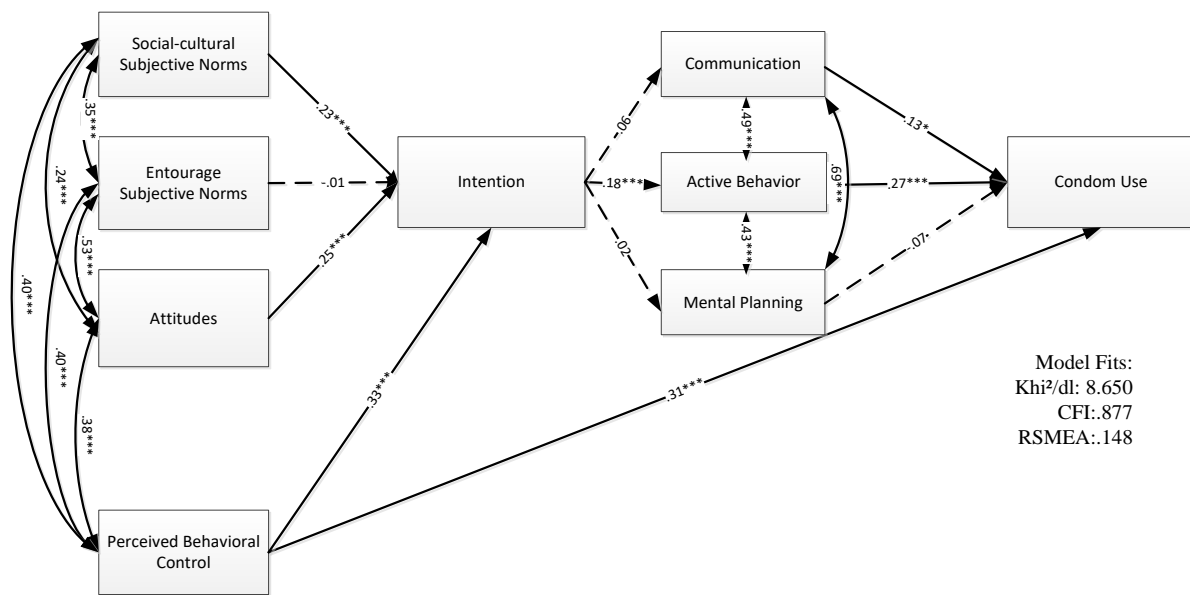 Social-cultural
Subjective Norms
Entourage
Subjective Norms
Attitudes
Perceived Behavioral
Control
.35***
.24***
.53***
.40***
.40***
.38***
.23***
-.01
.25***
.33***
Intention
.06
.18***
.02
Communication
Active Behavior
Mental Planning
.49***
.43***
.69***
.13*
.27***
-.07
.31***
Condom Use
Model Fits:
Khi²/dl: 8.650
CFI:.877
RSMEA:.148